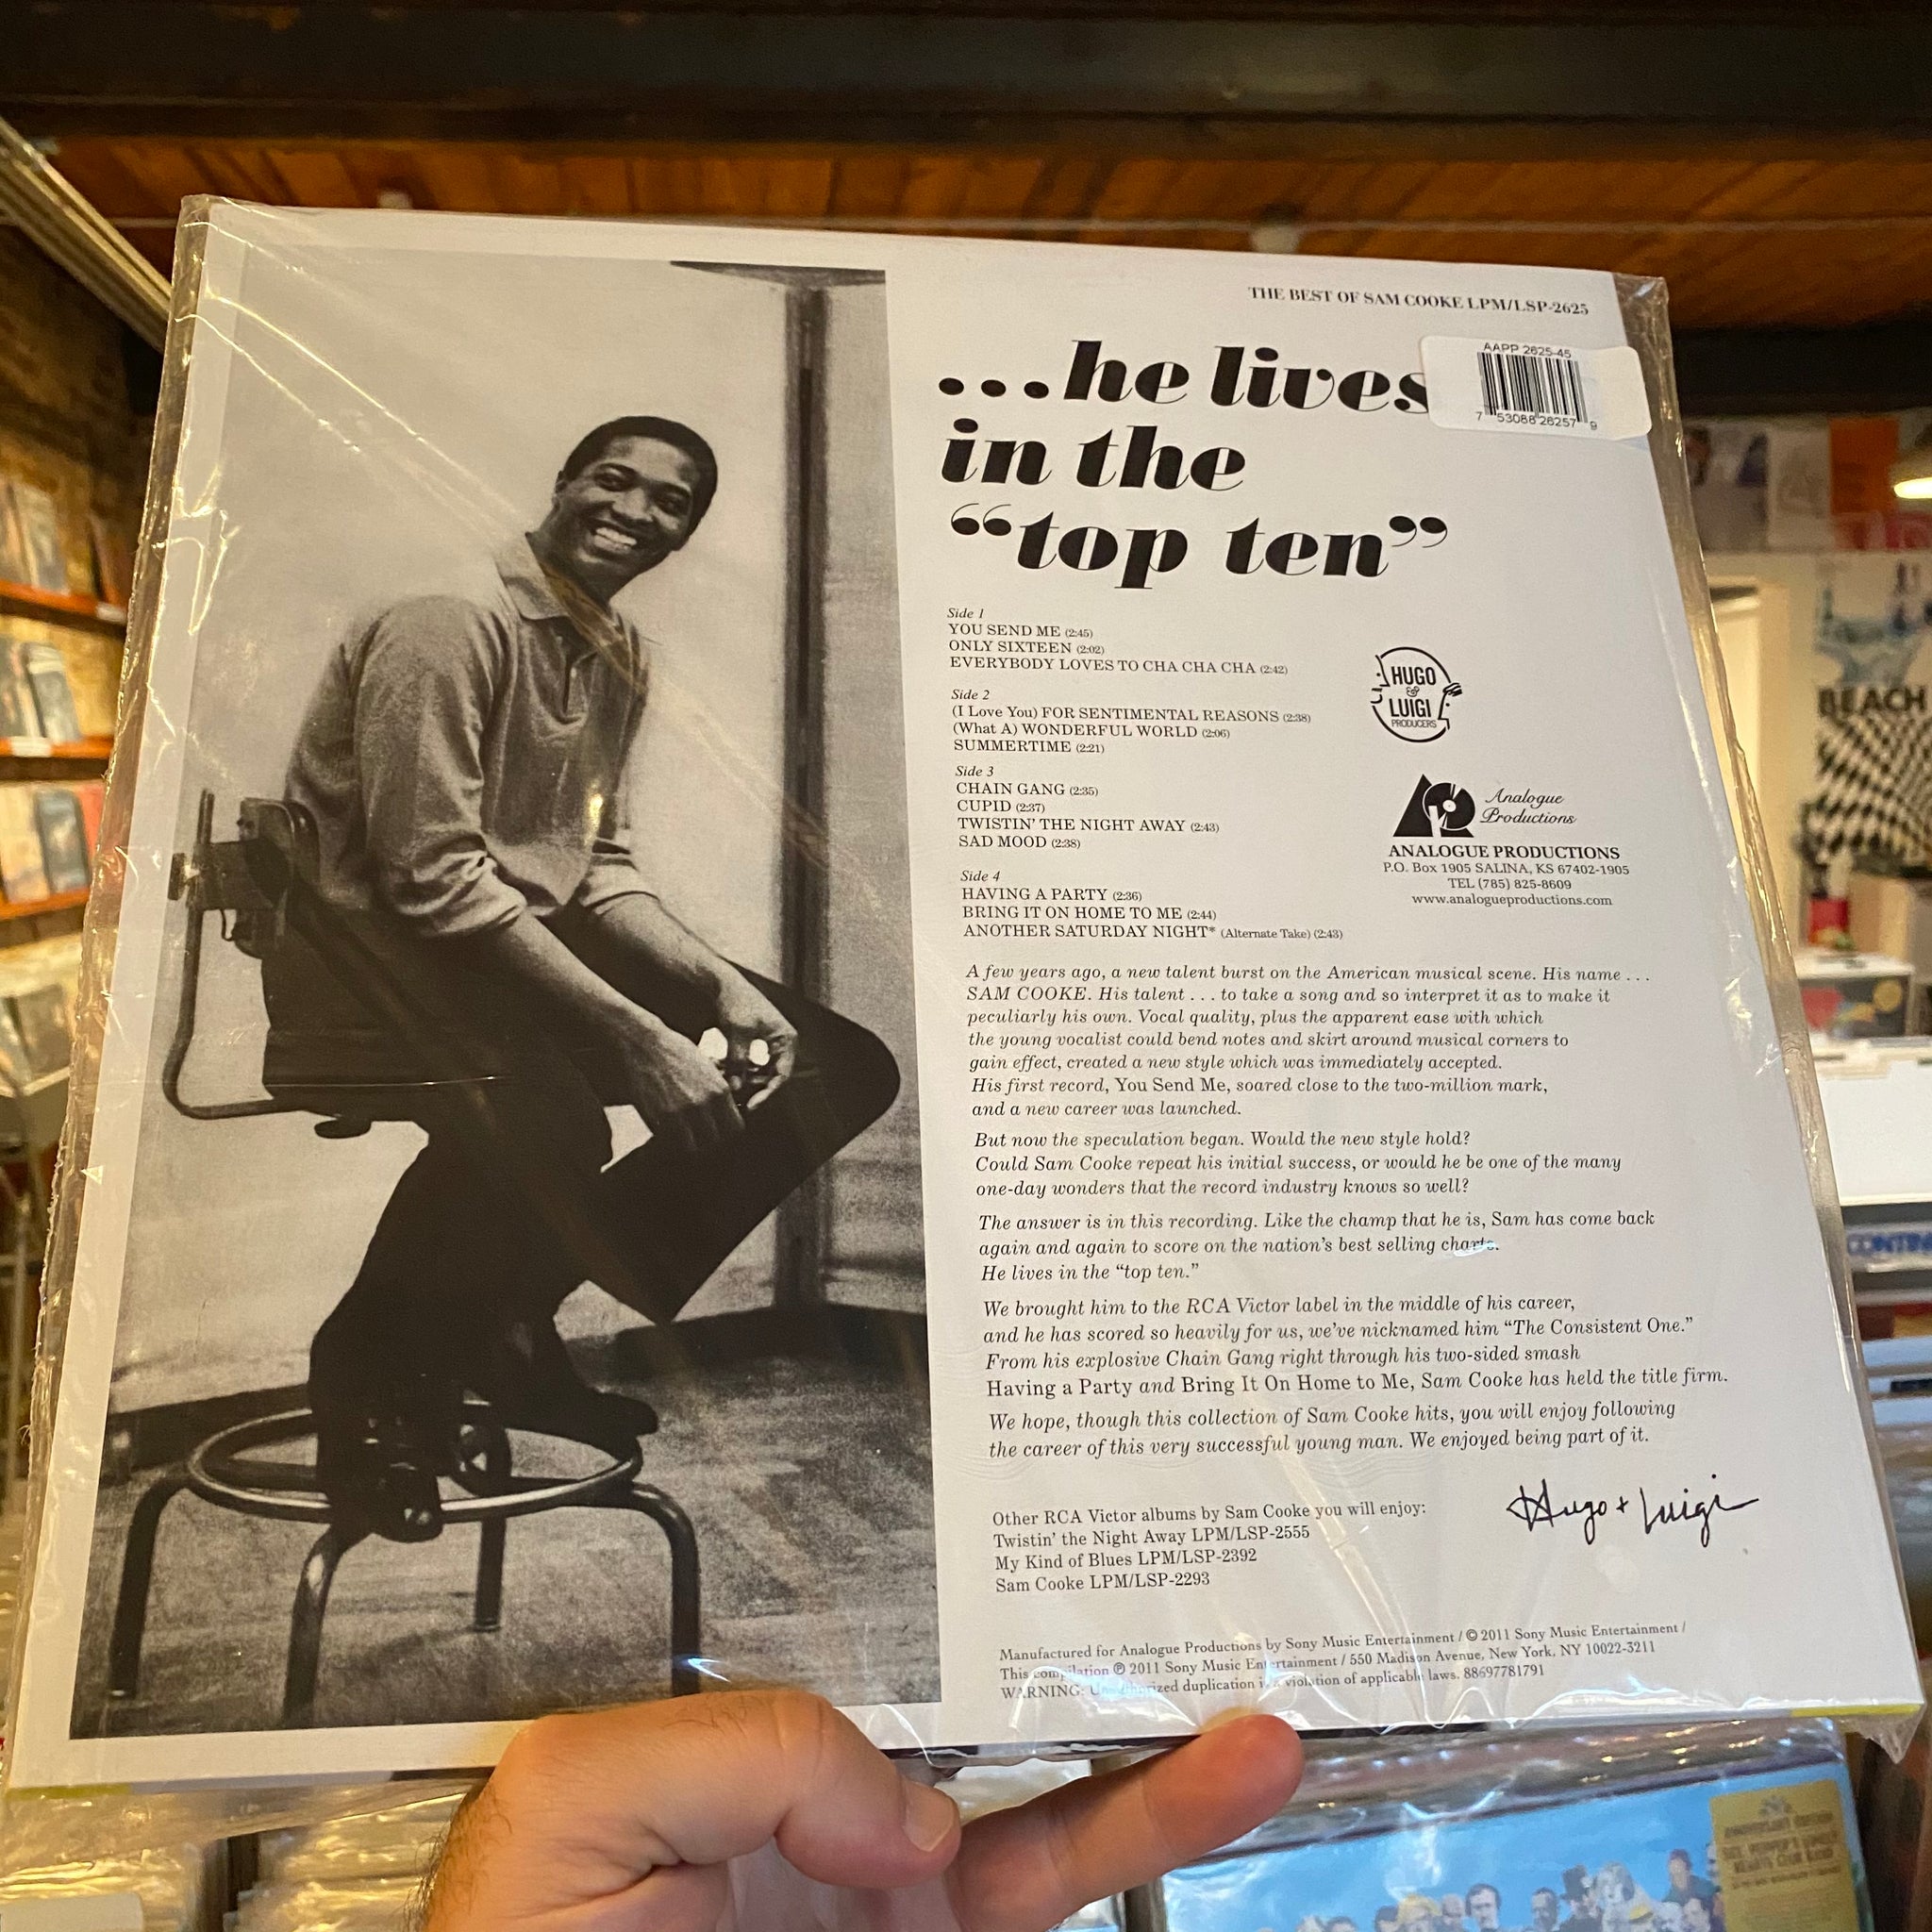 THE BEST OF SAM COOKE LPM/LSP-2625
AAPP 2625-45
7 53088 26257 9
...he lives
in the
“top ten”
Side 1
YOU SEND ME (2:45)
ONLY SIXTEEN (2:02)
EVERYBODY LOVES TO CHA CHA CHA (2:42)
Side 2
(I Love You) FOR SENTIMENTAL REASONS (2:38)
(What A) WONDERFUL WORLD (2:06)
SUMMERTIME (2:21)
Side 3
CHAIN GANG (2:35)
CUPID (2:37)
TWISTIN’ THE NIGHT AWAY (2:43)
SAD MOOD (2:38)
Side 4
HAVING A PARTY (2:36)
BRING IT ON HOME TO ME (2:44)
ANOTHER SATURDAY NIGHT* (Alternate Take) (2:43)
HUGO
&
LUIGI
PRODUCERS
Analogue
Productions
ANALOGUE PRODUCTIONS
P.O. Box 1905 SALINA, KS 67402-1905
TEL (785) 825-8609
www.analogueproductions.com
A few years ago, a new talent burst on the American musical scene. His name . . .
SAM COOKE. His talent . . . to take a song and so interpret it as to make it
peculiarly his own. Vocal quality, plus the apparent ease with which
the young vocalist could bend notes and skirt around musical corners to
gain effect, created a new style which was immediately accepted.
His first record, You Send Me, soared close to the two-million mark,
and a new career was launched.
But now the speculation began. Would the new style hold?
Could Sam Cooke repeat his initial success, or would he be one of the many
one-day wonders that the record industry knows so well?
The answer is in this recording. Like the champ that he is, Sam has come back
again and again to score on the nation’s best selling charts.
He lives in the “top ten.”
We brought him to the RCA Victor label in the middle of his career,
and he has scored so heavily for us, we’ve nicknamed him “The Consistent One.”
From his explosive Chain Gang right through his two-sided smash
Having a Party and Bring It On Home to Me, Sam Cooke has held the title firm.
We hope, though this collection of Sam Cooke hits, you will enjoy following
the career of this very successful young man. We enjoyed being part of it.
Hugo + Luigi
Other RCA Victor albums by Sam Cooke you will enjoy:
Twistin’ the Night Away LPM/LSP-2555
My Kind of Blues LPM/LSP-2392
Sam Cooke LPM/LSP-2293
Manufactured for Analogue Productions by Sony Music Entertainment / © 2011 Sony Music Entertainment /
This compilation ℗ 2011 Sony Music Entertainment / 550 Madison Avenue, New York, NY 10022-3211
WARNING: Unauthorized duplication is a violation of applicable laws. 88697781791
BEACH
CONTIN